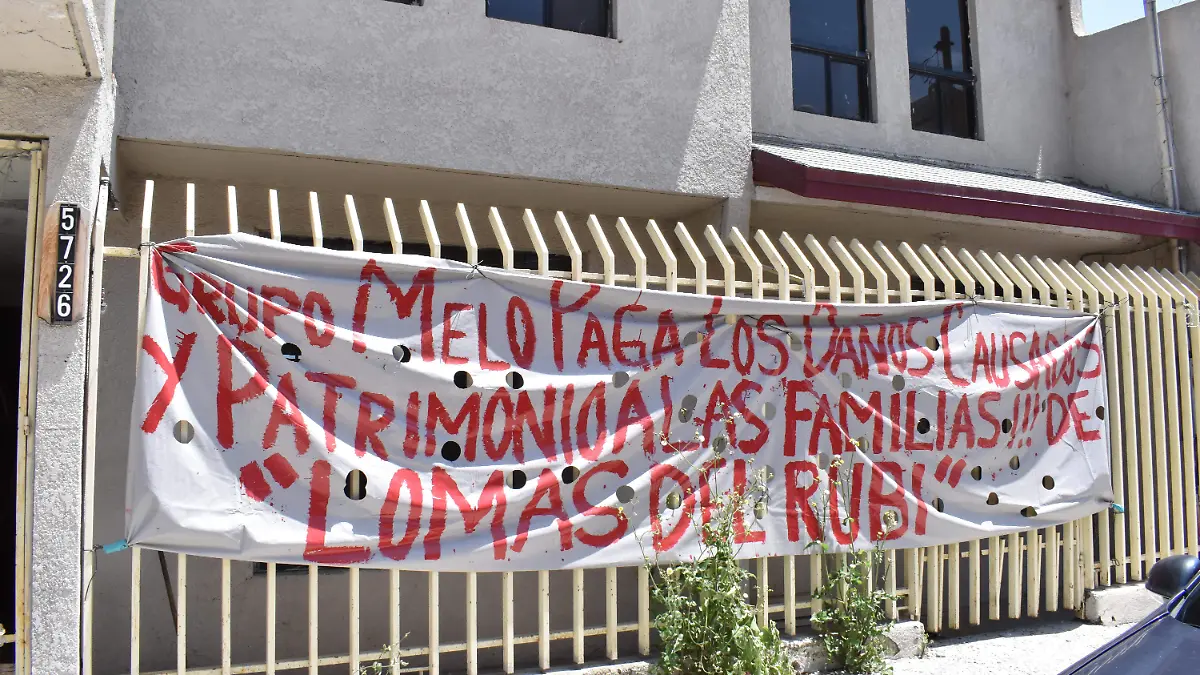 5726
GRUPO MELO PAGA LOS DAÑOS CAUSADOS
Y PATRIMONIO A LAS FAMILIAS!!! DE
"LOMAS DEL RUBI"